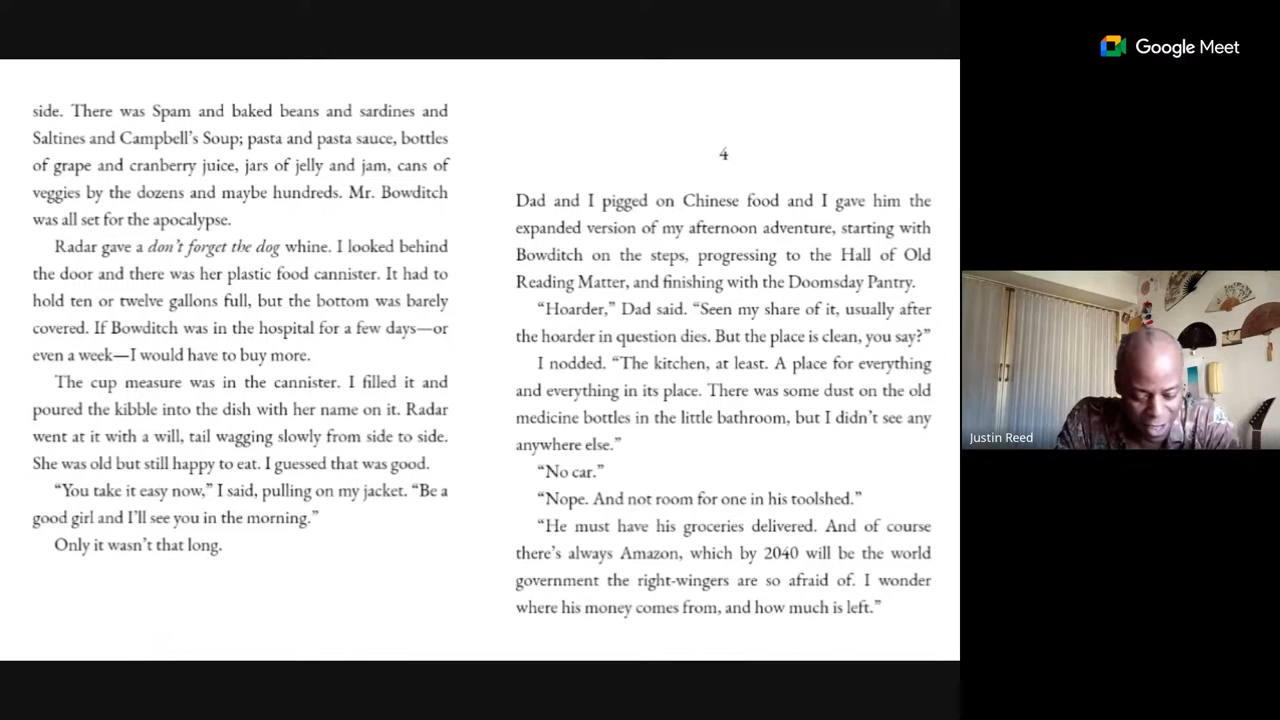 side. There was Spam and baked beans and sardines and
Saltines and Campbell’s Soup; pasta and pasta sauce, bottles
of grape and cranberry juice, jars of jelly and jam, cans of
veggies by the dozens and maybe hundreds. Mr. Bowditch
was all set for the apocalypse.
Radar gave a don’t forget the dog whine. I looked behind
the door and there was her plastic food cannister. It had to
hold ten or twelve gallons full, but the bottom was barely
covered. If Bowditch was in the hospital for a few days—or
even a week—I would have to buy more.
The cup measure was in the cannister. I filled it and
poured the kibble into the dish with her name on it. Radar
went at it with a will, tail wagging slowly from side to side.
She was old but still happy to eat. I guessed that was good.
“You take it easy now,” I said, pulling on my jacket. “Be a
good girl and I’ll see you in the morning.”
Only it wasn’t that long.
4
Dad and I pigged on Chinese food and I gave him the
expanded version of my afternoon adventure, starting with
Bowditch on the steps, progressing to the Hall of Old
Reading Matter, and finishing with the Doomsday Pantry.
“Hoarder,” Dad said. “Seen my share of it, usually after
the hoarder in question dies. But the place is clean, you say?”
I nodded. “The kitchen, at least. A place for everything
and everything in its place. There was some dust on the old
medicine bottles in the little bathroom, but I didn’t see any
anywhere else.”
“No car.”
“Nope. And not room for one in his toolshed.”
“He must have his groceries delivered. And of course
there’s always Amazon, which by 2040 will be the world
government the right-wingers are so afraid of. I wonder
where his money comes from, and how much is left.”
Google Meet
Justin Reed